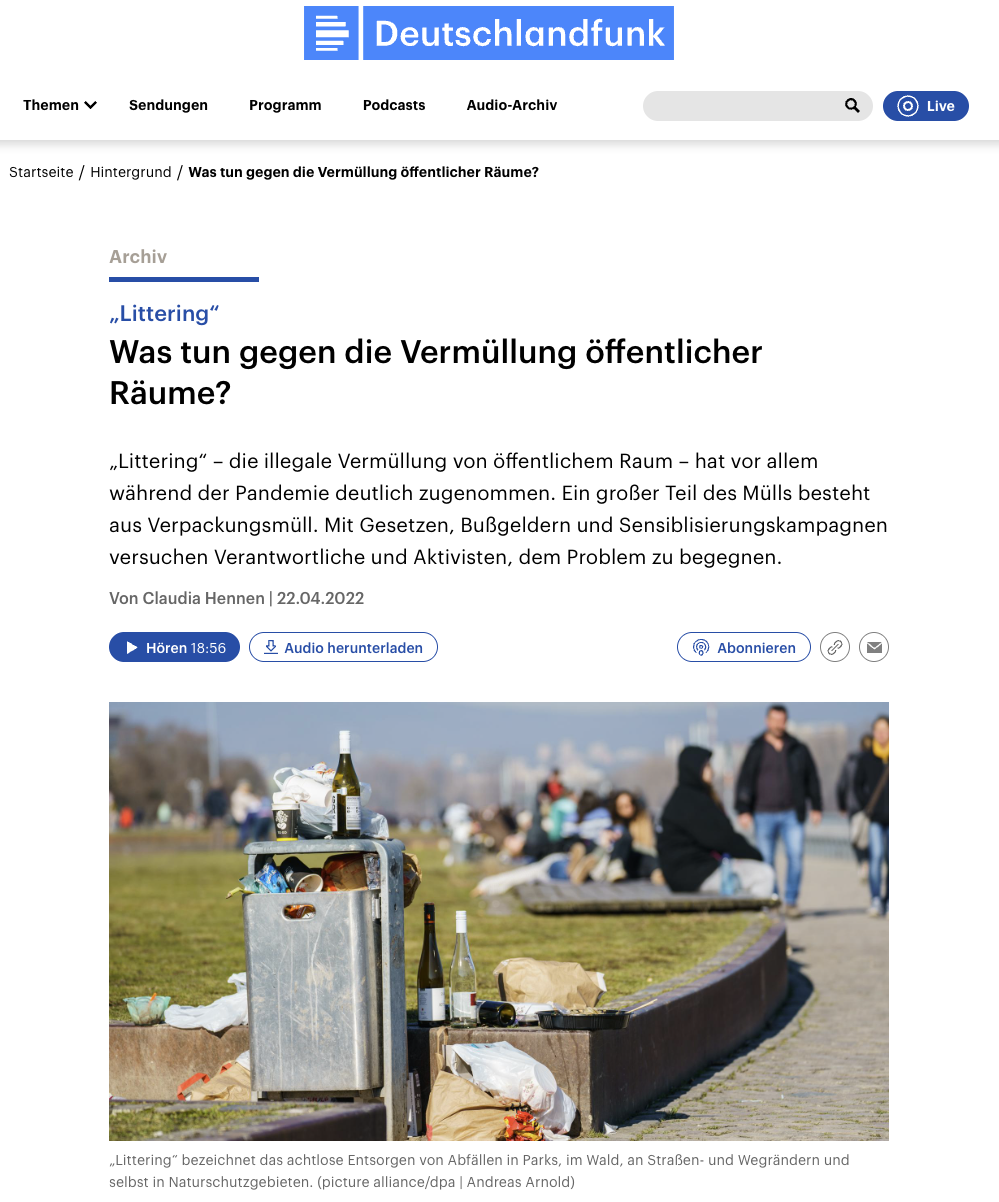 Deutschlandfunk
Themen Sendungen Programm Podcasts Audio-Archiv Live
Startseite / Hintergrund / Was tun gegen die Vermüllung öffentlicher Räume?
Archiv
„Littering“
Was tun gegen die Vermüllung öffentlicher
Räume?
„Littering“ – die illegale Vermüllung von öffentlichem Raum – hat vor allem
während der Pandemie deutlich zugenommen. Ein großer Teil des Mülls besteht
aus Verpackungsmüll. Mit Gesetzen, Bußgeldern und Sensiblisierungskampagnen
versuchen Verantwortliche und Aktivisten, dem Problem zu begegnen.
Von Claudia Hennen | 22.04.2022
Hören 18:56 Audio herunterladen Abonnieren
„Littering“ bezeichnet das achtlose Entsorgen von Abfällen in Parks, im Wald, an Straßen- und Wegrändern und
selbst in Naturschutzgebieten. (picture alliance/dpa | Andreas Arnold)